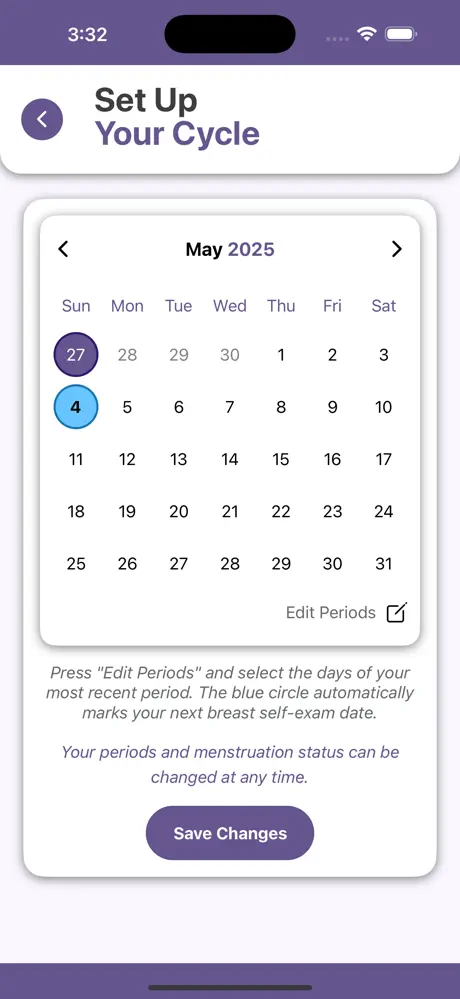 3:32
Set Up
Your Cycle
May 2025
Sun Mon Tue Wed Thu Fri Sat
27 28 29 30 1 2 3
4 5 6 7 8 9 10
11 12 13 14 15 16 17
18 19 20 21 22 23 24
25 26 27 28 29 30 31
Edit Periods
Press "Edit Periods" and select the days of your
most recent period. The blue circle automatically
marks your next breast self-exam date.
Your periods and menstruation status can be
changed at any time.
Save Changes